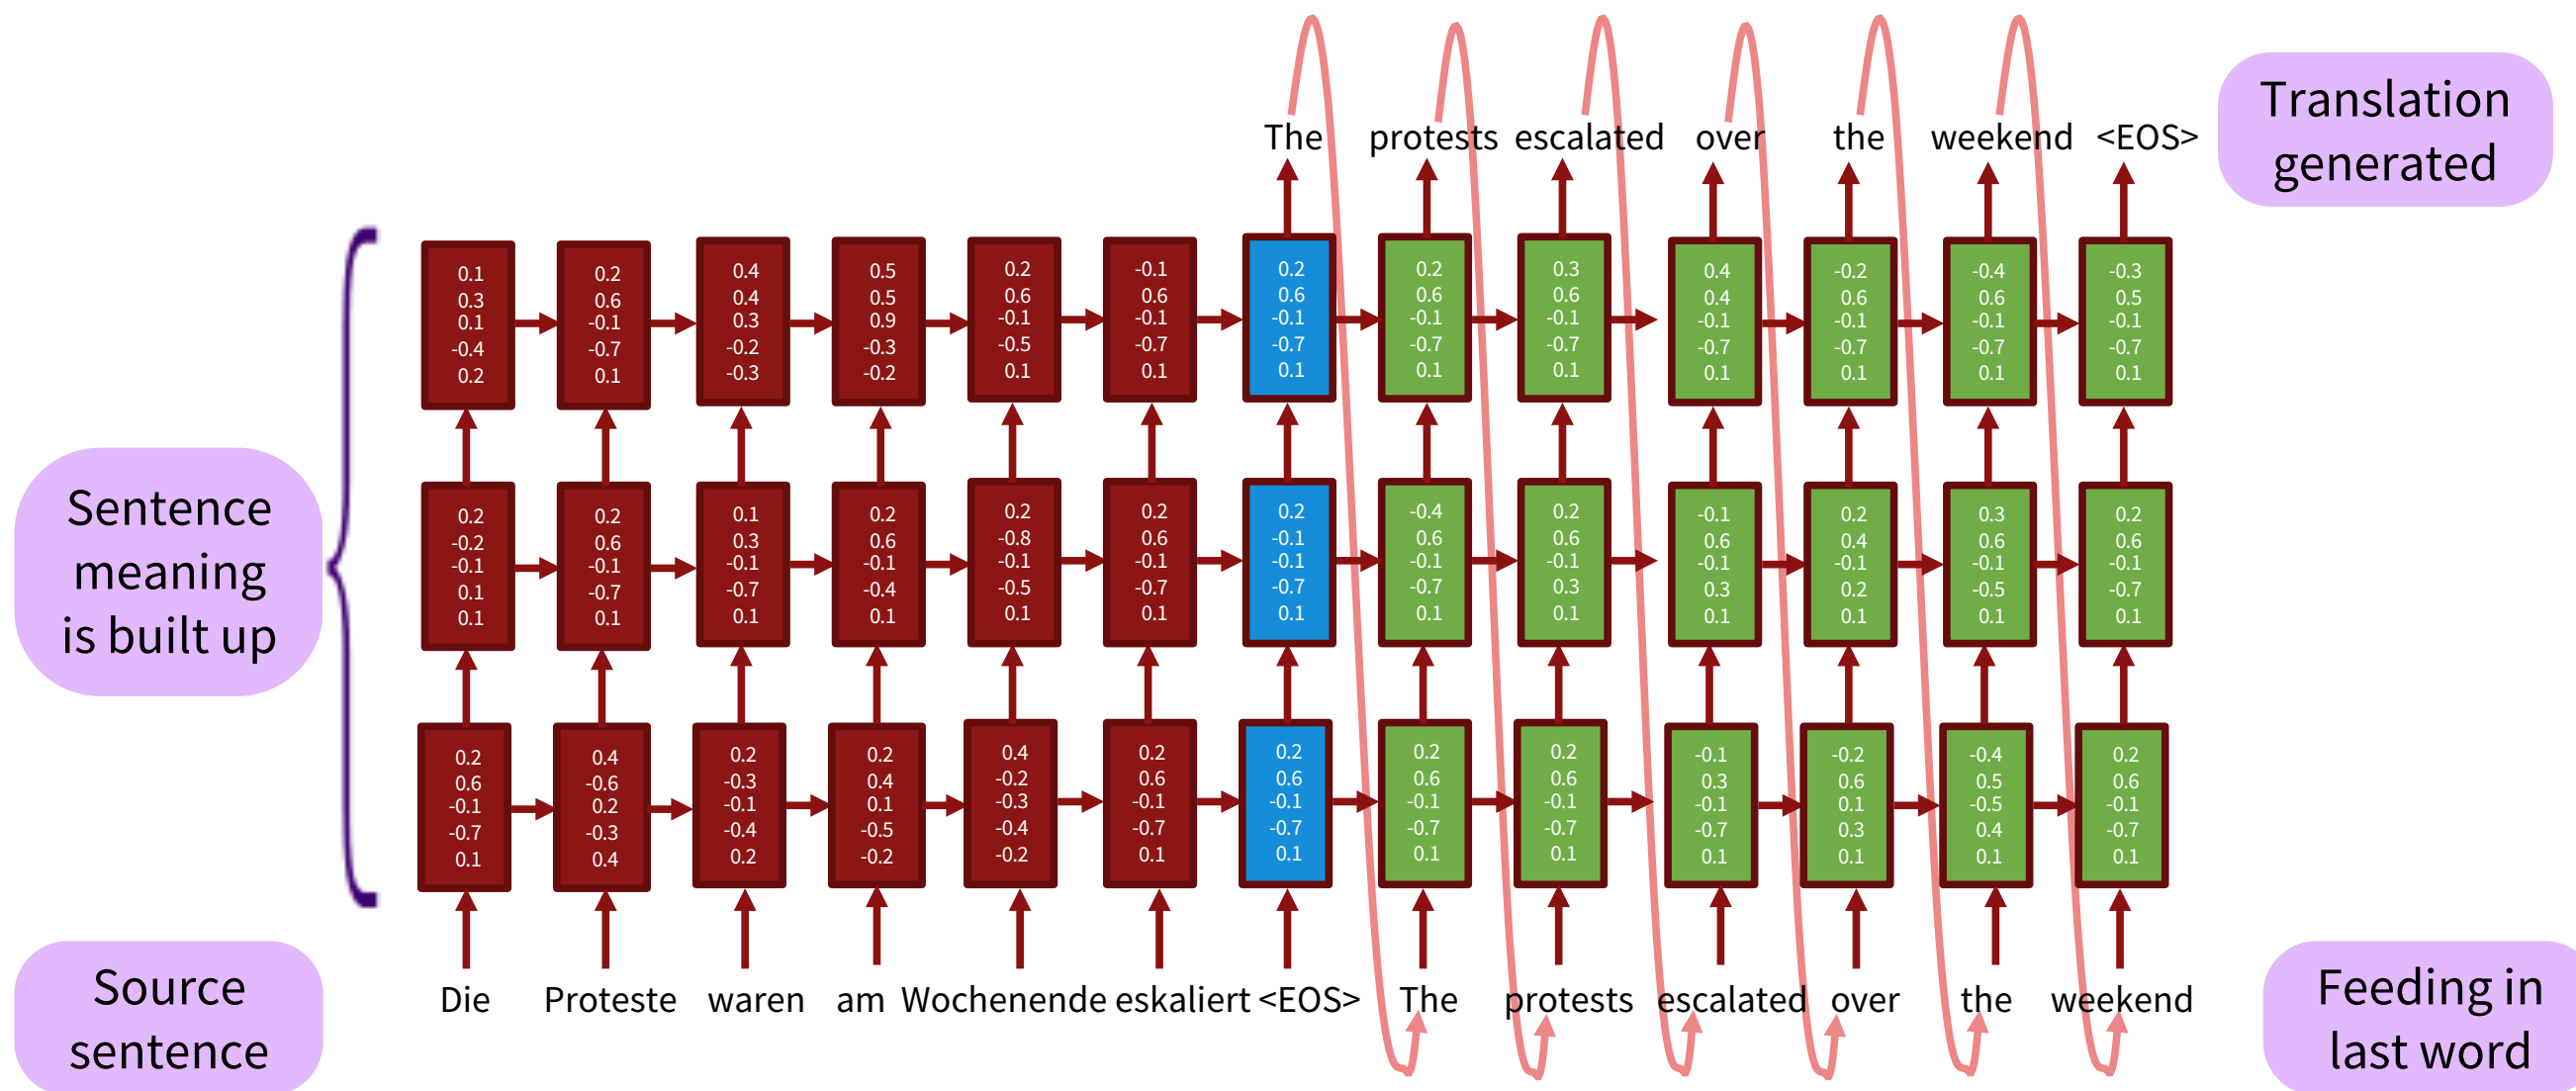 The protests escalated over the weekend <EOS>
Translation
generated
0.1 0.2 0.4 0.5 0.2 -0.1 0.2 0.2 0.3 0.4 -0.2 -0.4 -0.3
0.3 0.6 0.4 0.5 0.6 0.6 0.6 0.6 0.6 0.4 0.6 0.6 0.5
0.1 -0.1 0.3 0.9 -0.1 -0.1 -0.1 -0.1 -0.1 -0.1 -0.1 -0.1 -0.1
-0.4 -0.7 -0.2 -0.3 -0.5 -0.7 -0.7 -0.7 -0.7 -0.7 -0.7 -0.7 -0.7
0.2 0.1 -0.3 -0.2 0.1 0.1 0.1 0.1 0.1 0.1 0.1 0.1 0.1
Sentence
meaning
is built up
0.2 0.2 0.1 0.2 0.2 0.2 0.2 -0.4 0.2 -0.1 0.2 0.3 0.2
-0.2 0.6 0.3 0.6 -0.8 0.6 -0.1 0.6 0.6 0.6 0.4 0.6 0.6
-0.1 -0.1 -0.1 -0.1 -0.1 -0.1 -0.1 -0.1 -0.1 -0.1 -0.1 -0.1 -0.1
0.1 -0.7 -0.7 -0.4 -0.5 -0.7 -0.7 -0.7 0.3 0.3 0.2 -0.5 -0.7
0.1 0.1 0.1 0.1 0.1 0.1 0.1 0.1 0.1 0.1 0.1 0.1 0.1
0.2 0.4 0.2 0.2 0.4 0.2 0.2 0.2 0.2 -0.1 -0.2 -0.4 0.2
0.6 -0.6 -0.3 0.4 -0.2 0.6 0.6 0.6 0.6 0.3 0.6 0.5 0.6
-0.1 0.2 -0.1 0.1 -0.3 -0.1 -0.1 -0.1 -0.1 -0.1 0.1 -0.5 -0.1
-0.7 -0.3 -0.4 -0.5 -0.4 -0.7 -0.7 -0.7 -0.7 -0.7 0.3 0.4 -0.7
0.1 0.4 0.2 -0.2 -0.2 0.1 0.1 0.1 0.1 0.1 0.1 0.1 0.1
Source
sentence
Die Proteste waren am Wochenende eskaliert <EOS> The protests escalated over the weekend
Feeding in
last word